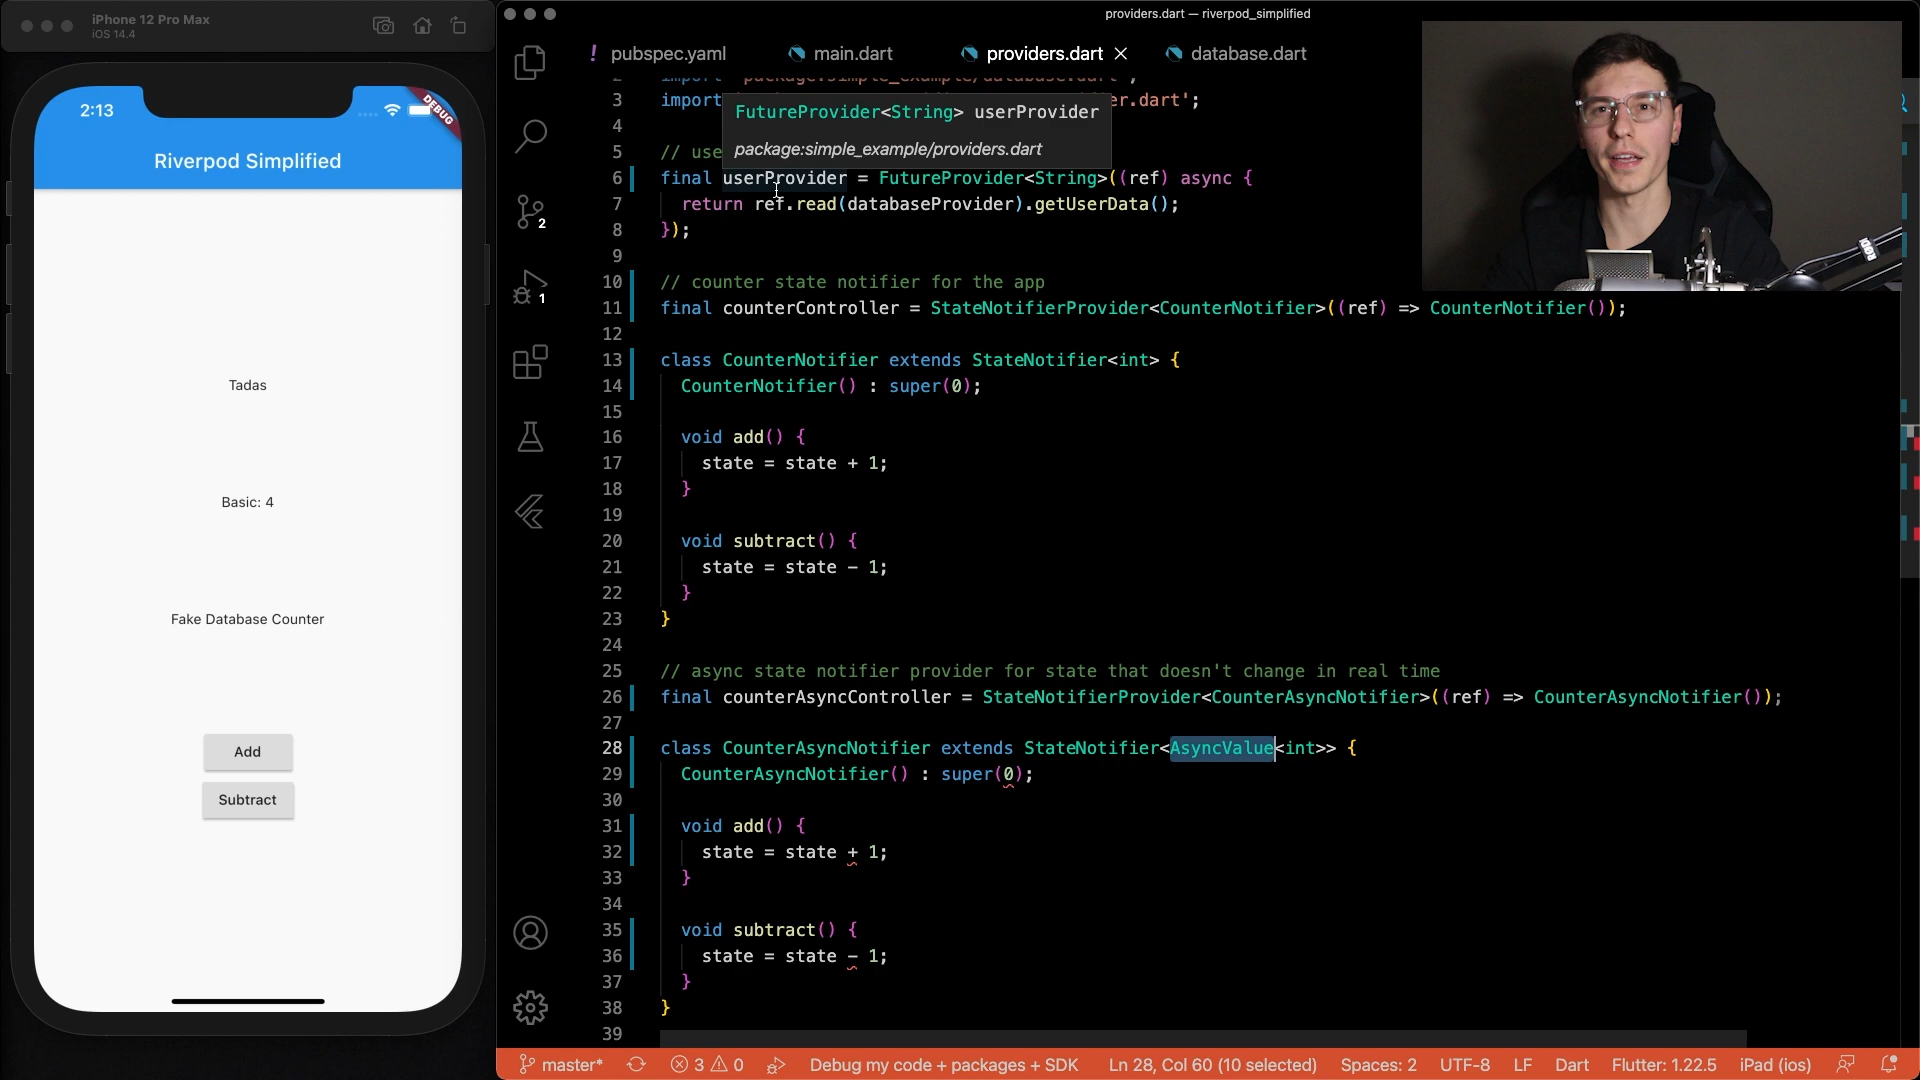 iPhone 12 Pro Max
iOS 14.4
2:13
DEBUG
Riverpod Simplified
Tadas
Basic: 4
Fake Database Counter
Add
Subtract
providers.dart — riverpod_simplified
! pubspec.yaml
main.dart
providers.dart
database.dart
2
1
2 import 'package:simple_example/database.dart';
3 import
FutureProvider<String> userProvider
package:simple_example/providers.dart
4
5 // use
6 final userProvider = FutureProvider<String>((ref) async {
7 return ref.read(databaseProvider).getUserData();
8 });
9
10 // counter state notifier for the app
11 final counterController = StateNotifierProvider<CounterNotifier>((ref) => CounterNotifier());
12
13 class CounterNotifier extends StateNotifier<int> {
14 CounterNotifier() : super(0);
15
16 void add() {
17 state = state + 1;
18 }
19
20 void subtract() {
21 state = state - 1;
22 }
23 }
24
25 // async state notifier provider for state that doesn't change in real time
26 final counterAsyncController = StateNotifierProvider<CounterAsyncNotifier>((ref) => CounterAsyncNotifier());
27
28 class CounterAsyncNotifier extends StateNotifier<AsyncValue<int>> {
29 CounterAsyncNotifier() : super(0);
30
31 void add() {
32 state = state + 1;
33 }
34
35 void subtract() {
36 state = state - 1;
37 }
38 }
39
master* 3 0 Debug my code + packages + SDK Ln 28, Col 60 (10 selected) Spaces: 2 UTF-8 LF Dart Flutter: 1.22.5 iPad (ios)